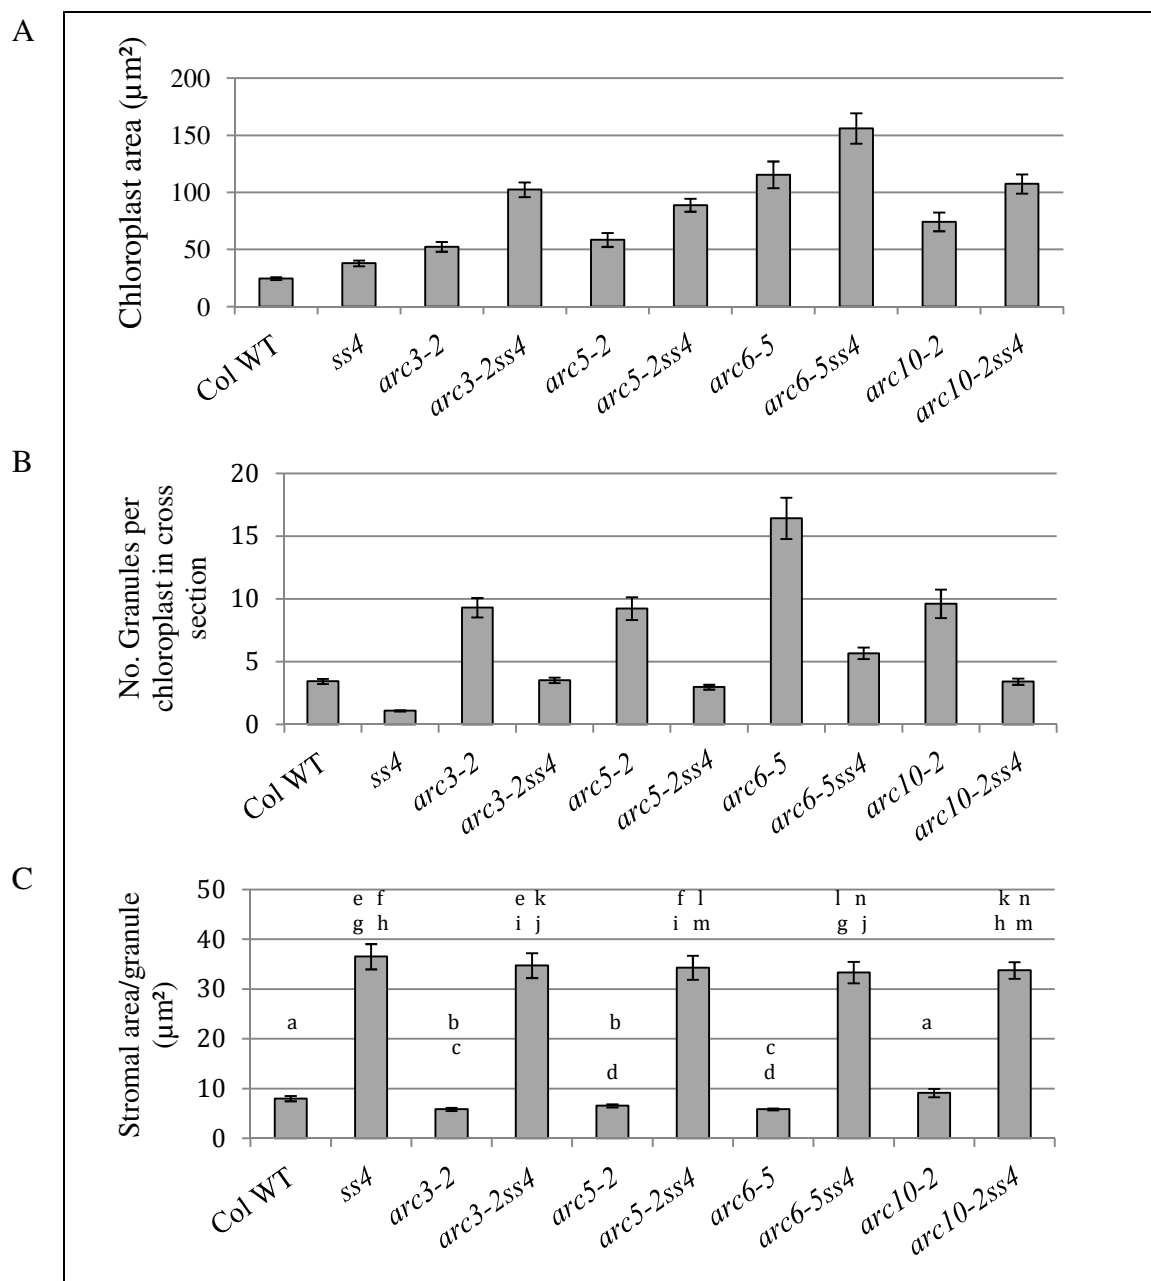 A
Chloroplast area (µm²)
200
150
100
50
0
Col WT
ss4
arc3-2
arc3-2ss4
arc5-2
arc5-2ss4
arc6-5
arc6-5ss4
arc10-2
arc10-2ss4
B
No. Granules per
chloroplast in cross
section
20
15
10
5
0
Col WT
ss4
arc3-2
arc3-2ss4
arc5-2
arc5-2ss4
arc6-5
arc6-5ss4
arc10-2
arc10-2ss4
C
Stromal area/granule
(µm²)
50
40
30
20
10
0
e f
g h
e k
i j
f l
i m
l n
g j
k n
h m
a
b
c
b
d
c
d
a
Col WT
ss4
arc3-2
arc3-2ss4
arc5-2
arc5-2ss4
arc6-5
arc6-5ss4
arc10-2
arc10-2ss4